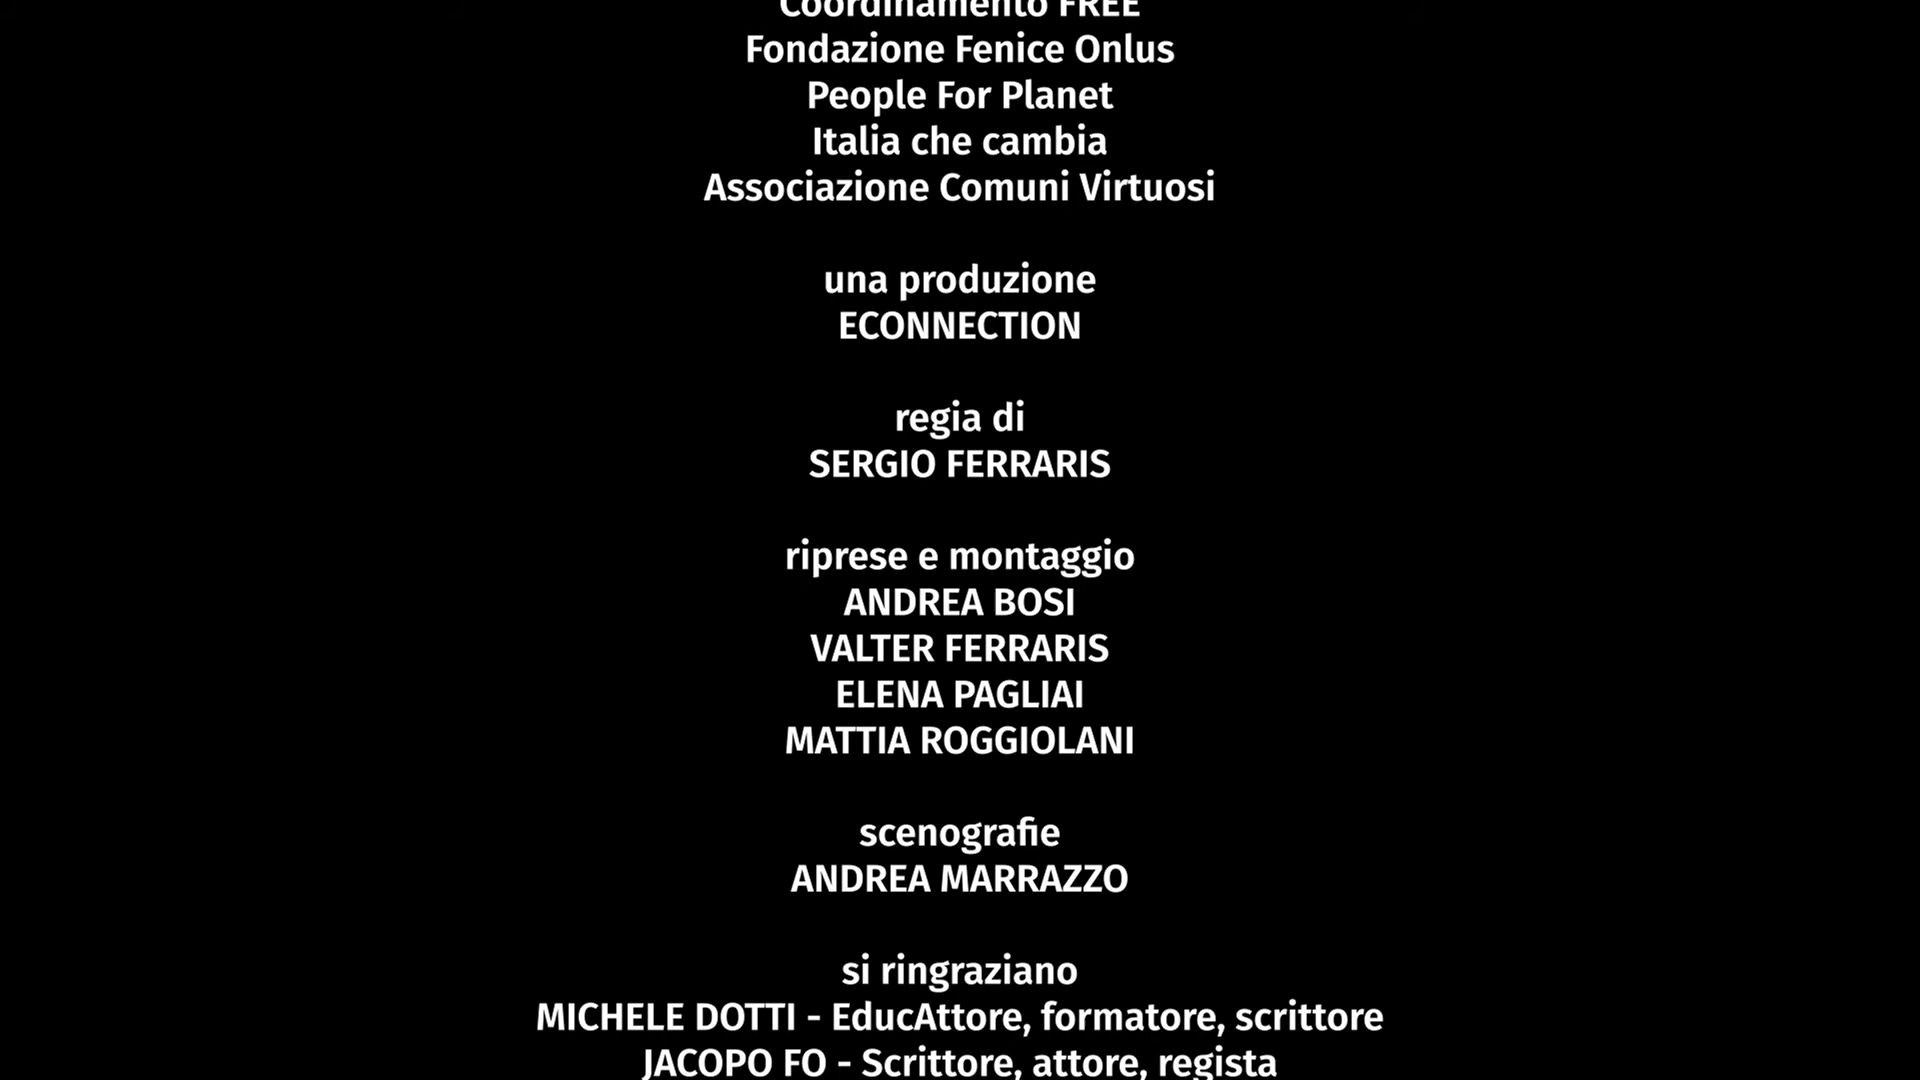 Coordinamento FREE
Fondazione Fenice Onlus
People For Planet
Italia che cambia
Associazione Comuni Virtuosi
una produzione
ECONNECTION
regia di
SERGIO FERRARIS
riprese e montaggio
ANDREA BOSI
VALTER FERRARIS
ELENA PAGLIAI
MATTIA ROGGIOLANI
scenografie
ANDREA MARRAZZO
si ringraziano
MICHELE DOTTI - EducAttore, formatore, scrittore
JACOPO FO - Scrittore, attore, regista